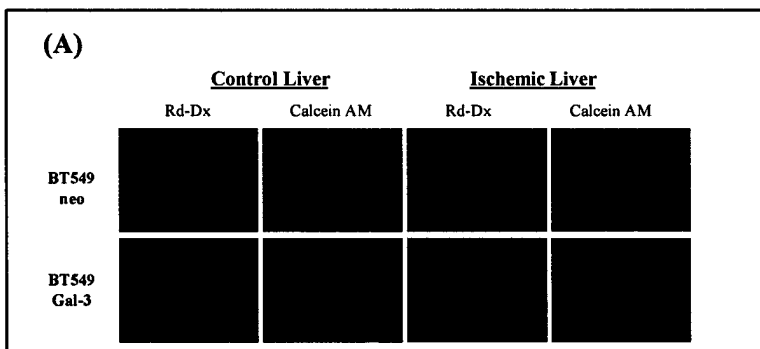 (A)
Control Liver Ischemic Liver
Rd-Dx Calcein AM Rd-Dx Calcein AM
BT549
neo
BT549
Gal-3